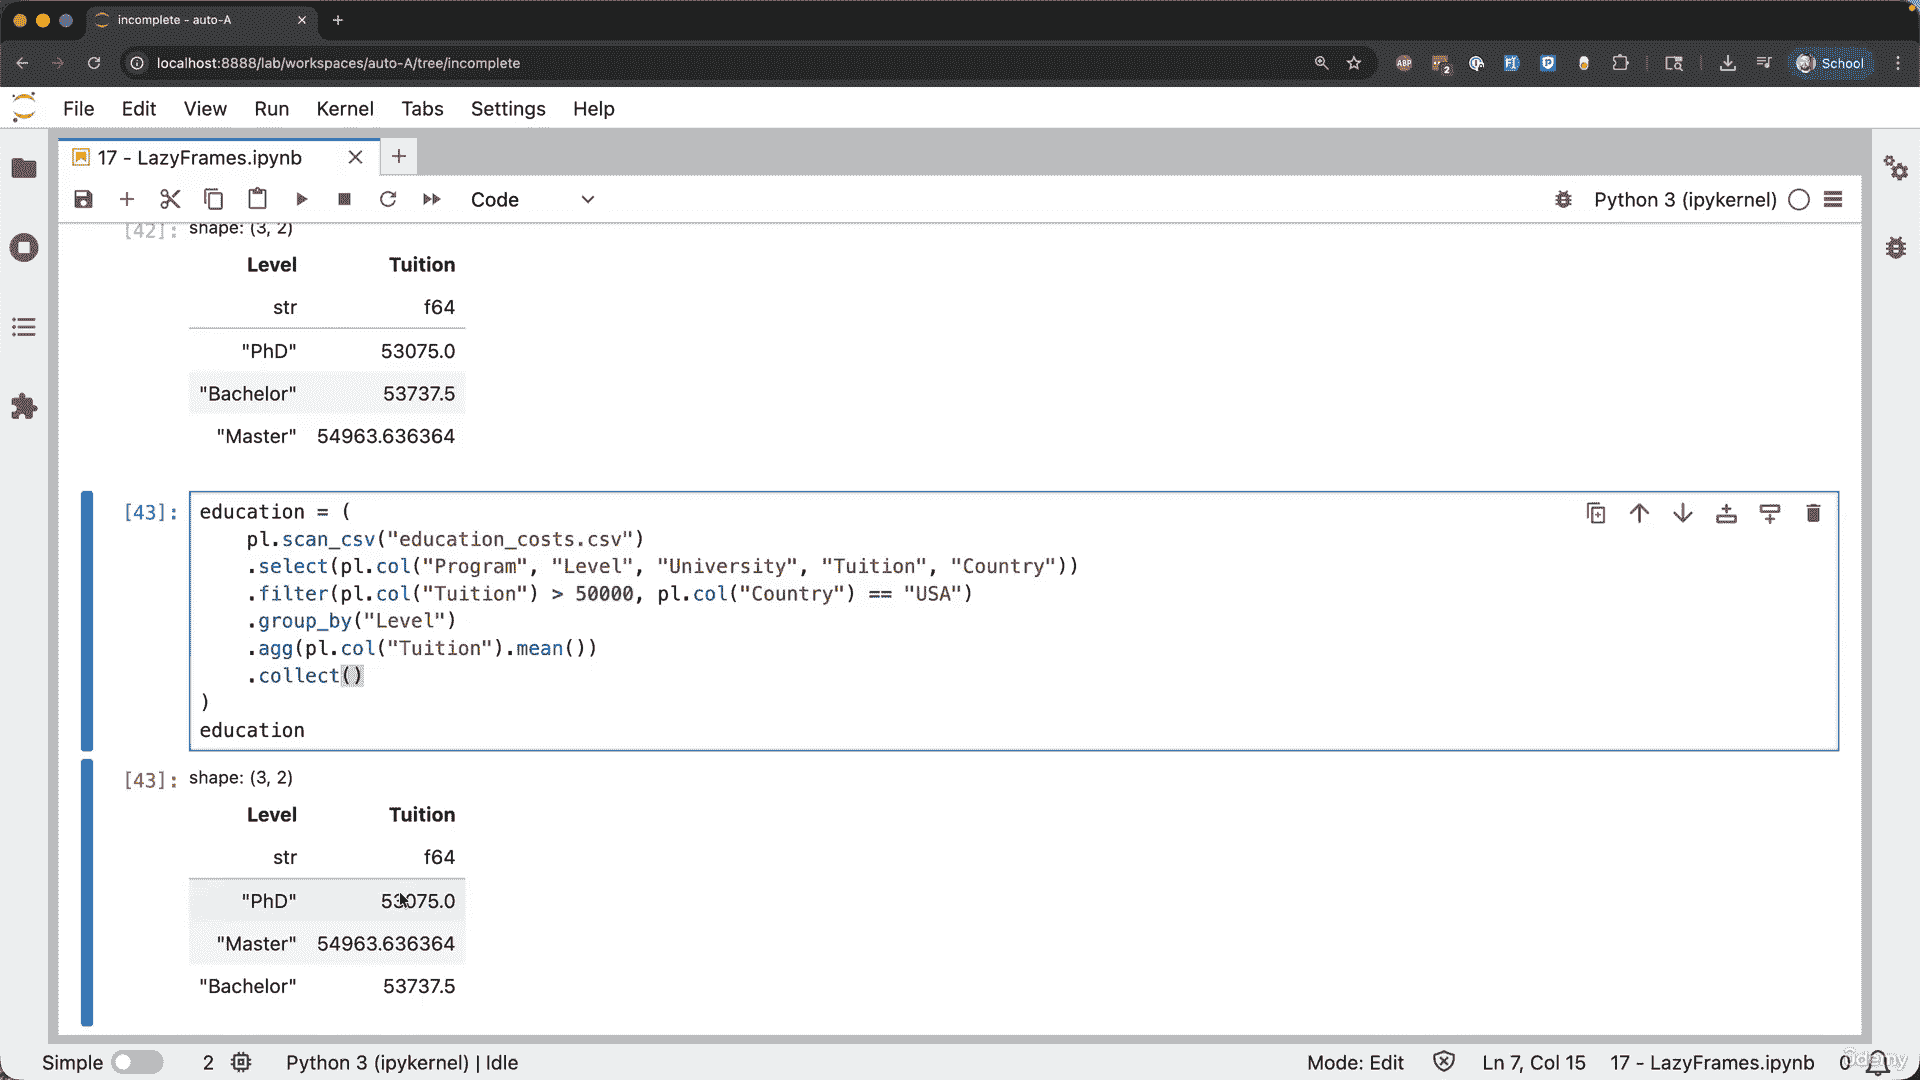 incomplete - auto-A
localhost:8888/lab/workspaces/auto-A/tree/incomplete
ABP
2
School
File Edit View Run Kernel Tabs Settings Help
17 - LazyFrames.ipynb
Code
Python 3 (ipykernel)
[42]: shape: (3, 2)
Level Tuition
str f64
"PhD" 53075.0
"Bachelor" 53737.5
"Master" 54963.636364
[43]: education = (
pl.scan_csv("education_costs.csv")
.select(pl.col("Program", "Level", "University", "Tuition", "Country"))
.filter(pl.col("Tuition") > 50000, pl.col("Country") == "USA")
.group_by("Level")
.agg(pl.col("Tuition").mean())
.collect()
)
education
[43]: shape: (3, 2)
Level Tuition
str f64
"PhD" 53075.0
"Master" 54963.636364
"Bachelor" 53737.5
Simple 2 Python 3 (ipykernel) | Idle Mode: Edit Ln 7, Col 15 17 - LazyFrames.ipynb 0
udemy